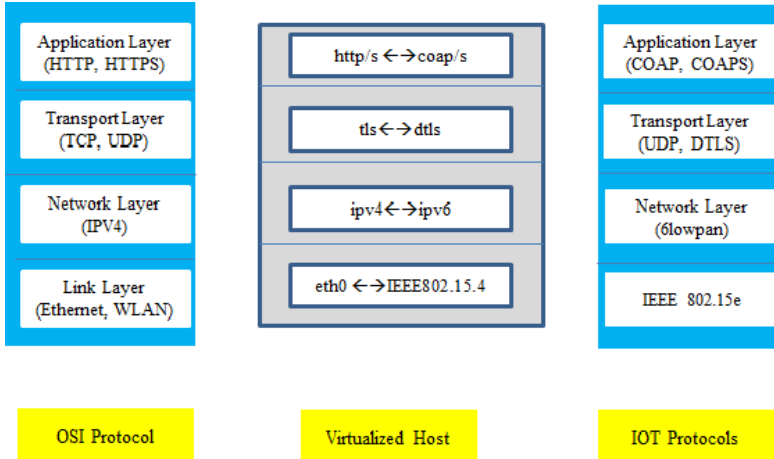 Application Layer
(HTTP, HTTPS)
Transport Layer
(TCP, UDP)
Network Layer
(IPV4)
Link Layer
(Ethernet, WLAN)
OSI Protocol
http/s ←→coap/s
tls←→dtls
ipv4←→ipv6
eth0 ←→IEEE802.15.4
Virtualized Host
Application Layer
(COAP, COAPS)
Transport Layer
(UDP, DTLS)
Network Layer
(6lowpan)
IEEE 802.15e
IOT Protocols